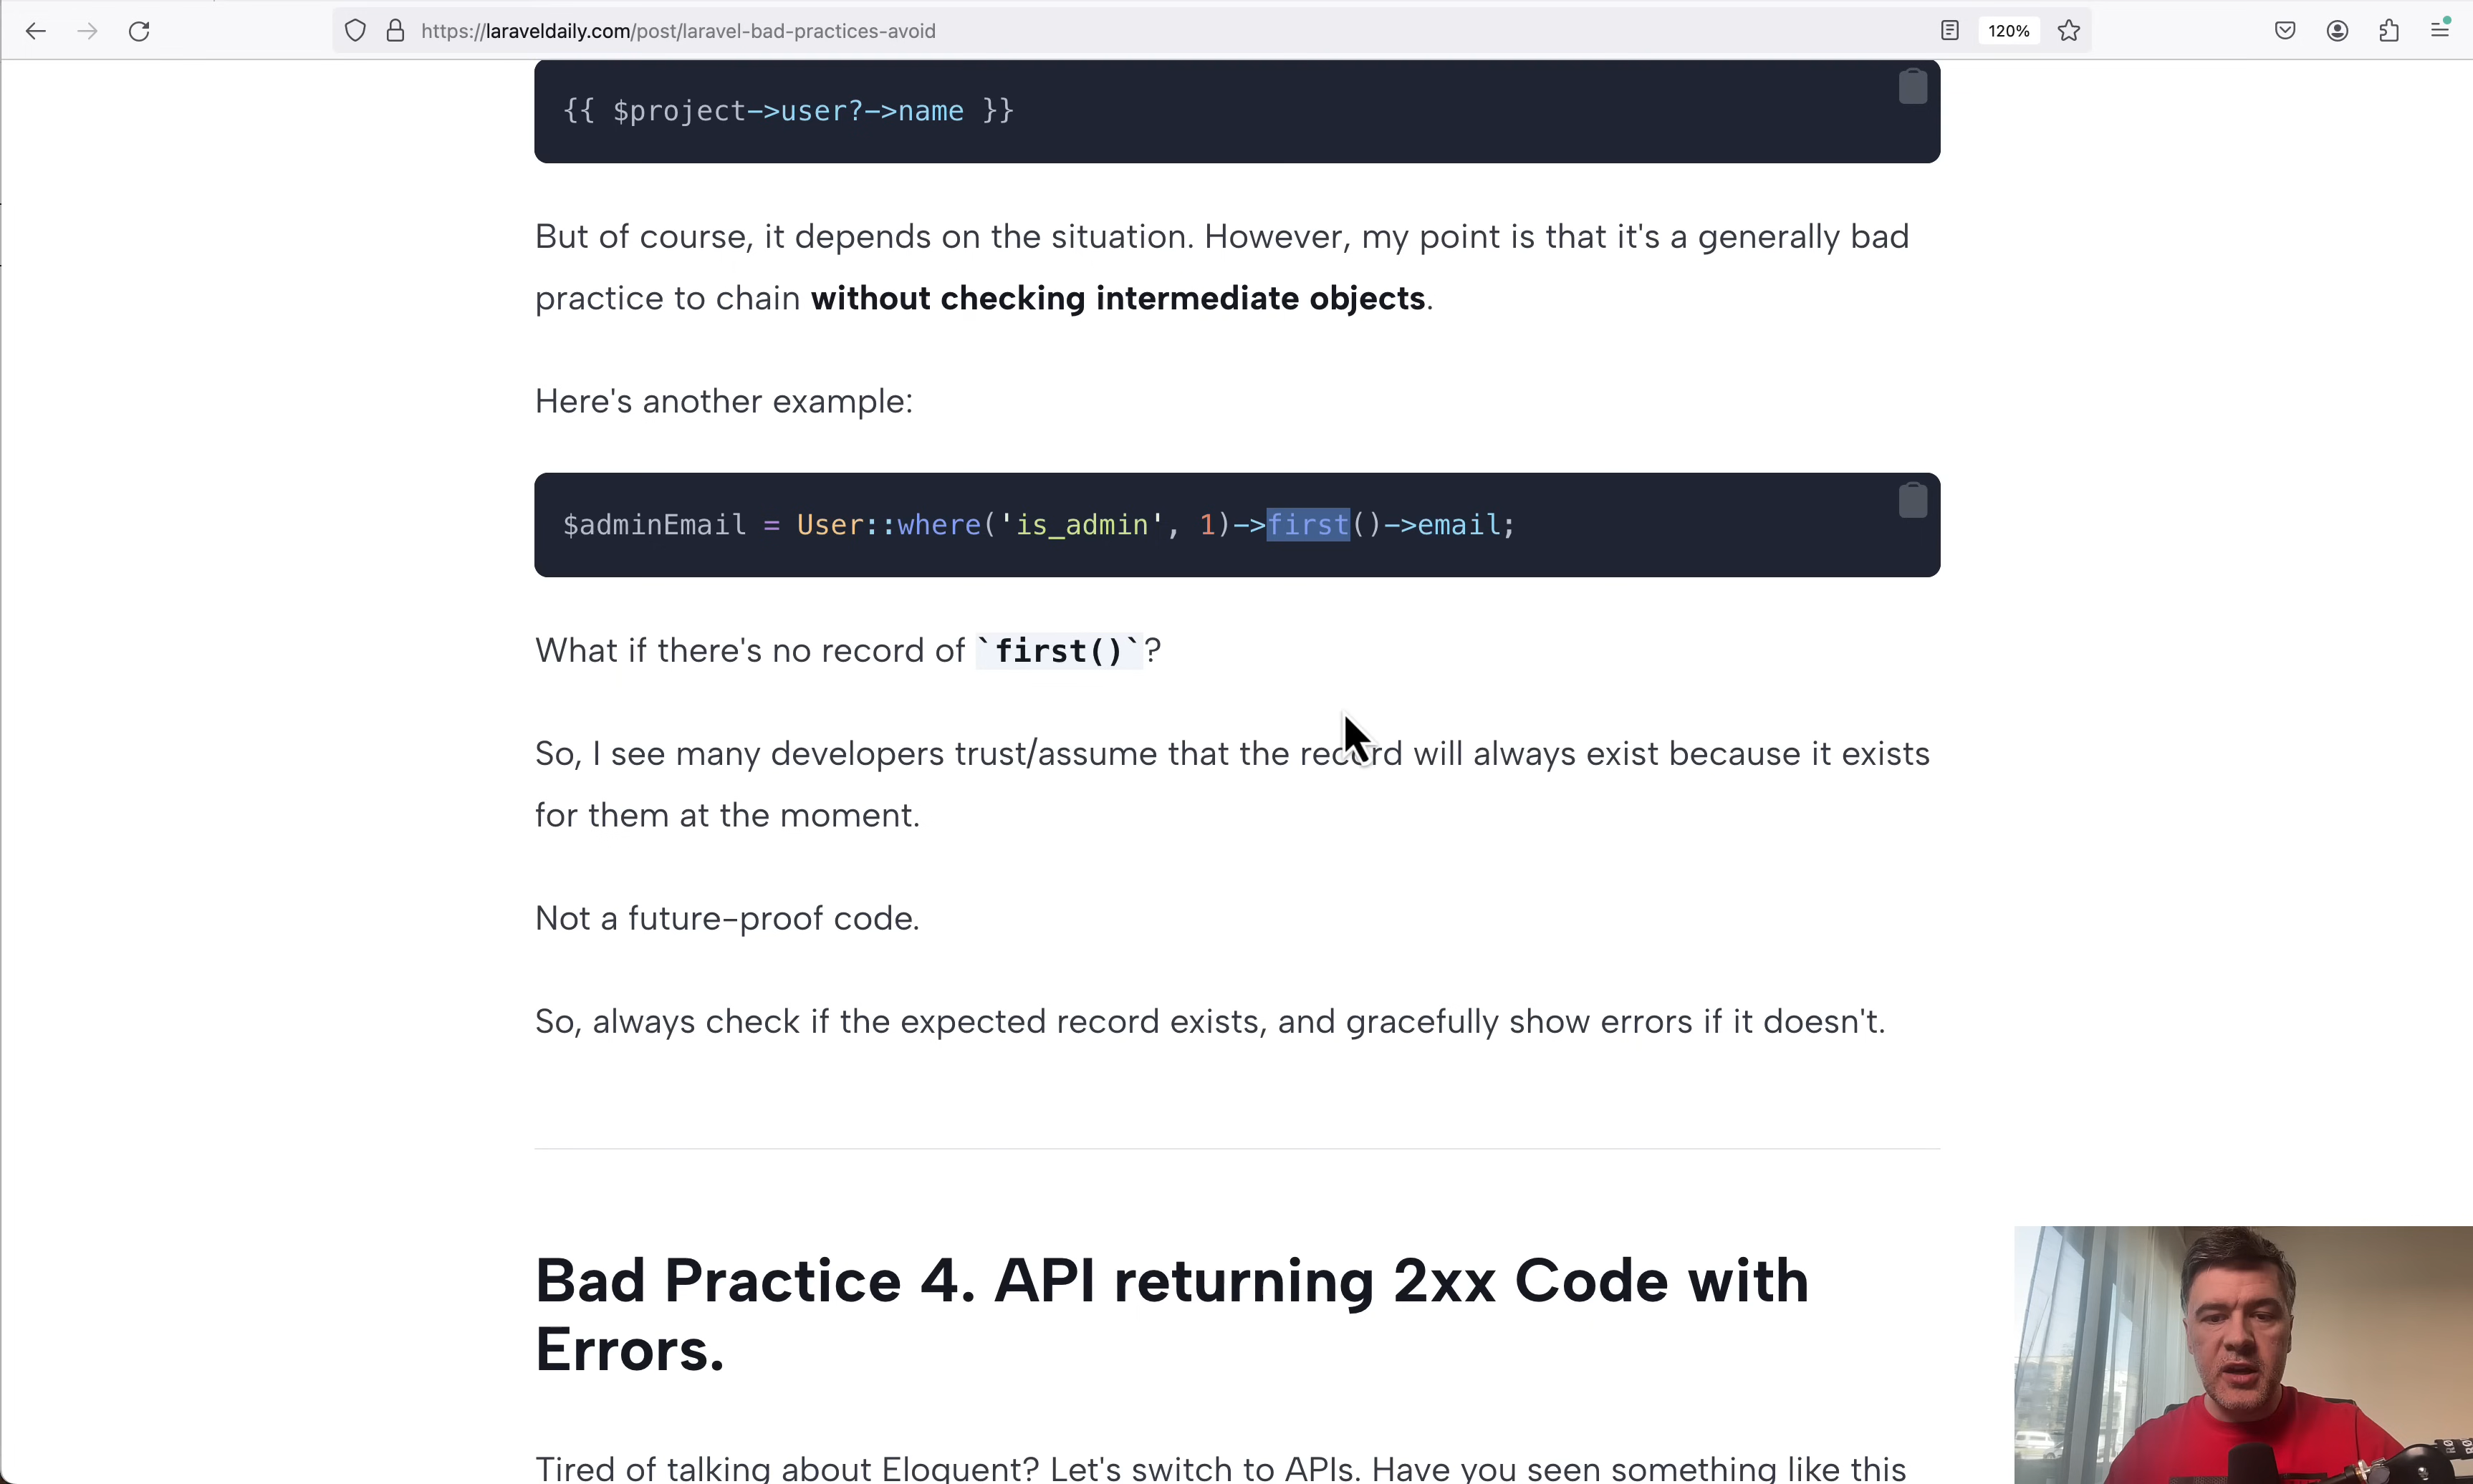 https://laraveldaily.com/post/laravel-bad-practices-avoid
120%
{{ $project->user?->name }}
But of course, it depends on the situation. However, my point is that it's a generally bad
practice to chain without checking intermediate objects.
Here's another example:
$adminEmail = User::where('is_admin', 1)->first()->email;
What if there's no record of `first()`?
So, I see many developers trust/assume that the record will always exist because it exists
for them at the moment.
Not a future-proof code.
So, always check if the expected record exists, and gracefully show errors if it doesn't.
Bad Practice 4. API returning 2xx Code with
Errors.
Tired of talking about Eloquent? Let's switch to APIs. Have you seen something like this